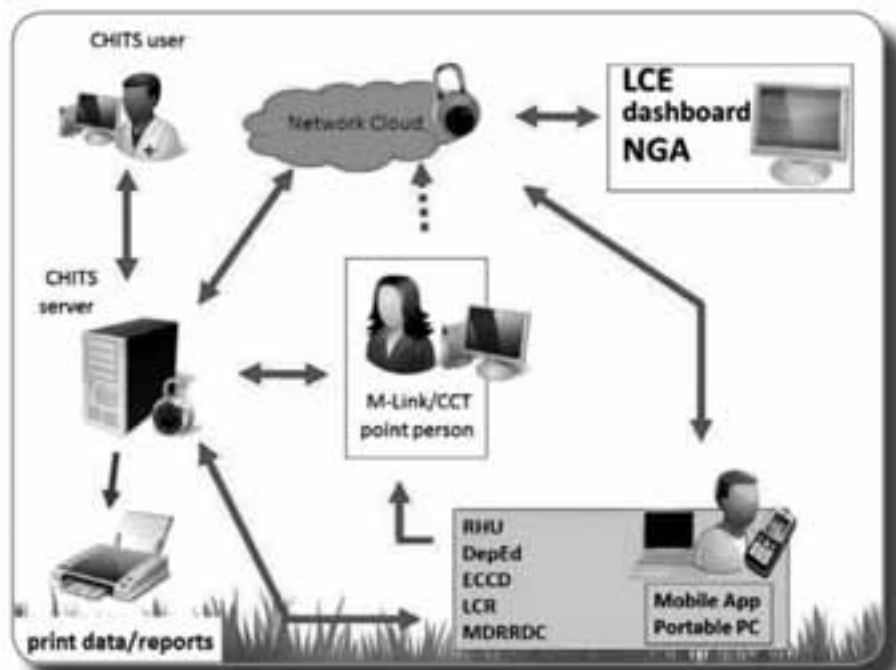 CHITS user
Network Cloud
LCE
dashboard
NGA
CHITS
server
M-Link/CCT
point person
RHU
DepEd
ECCD
LCR
MDRRDC
Mobile App
Portable PC
print data/reports